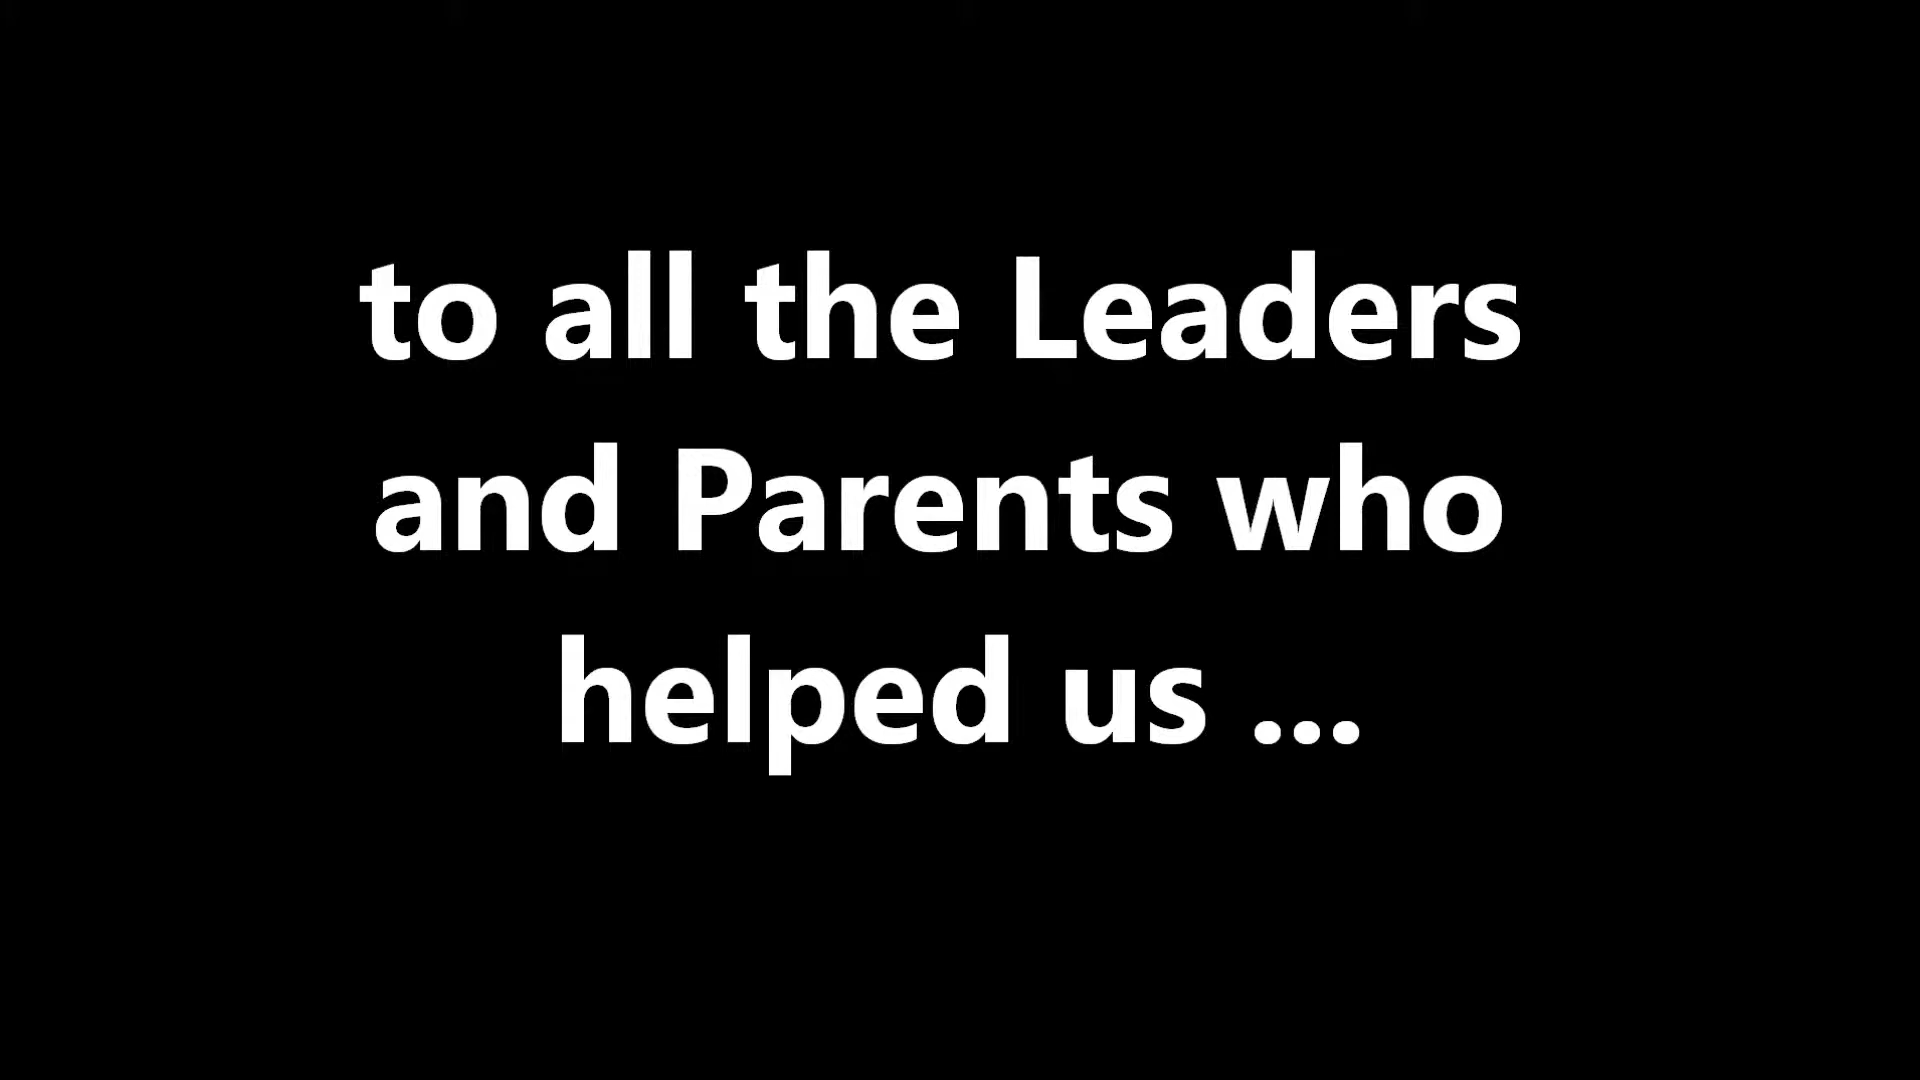 to all the Leaders
and Parents who
helped us ...